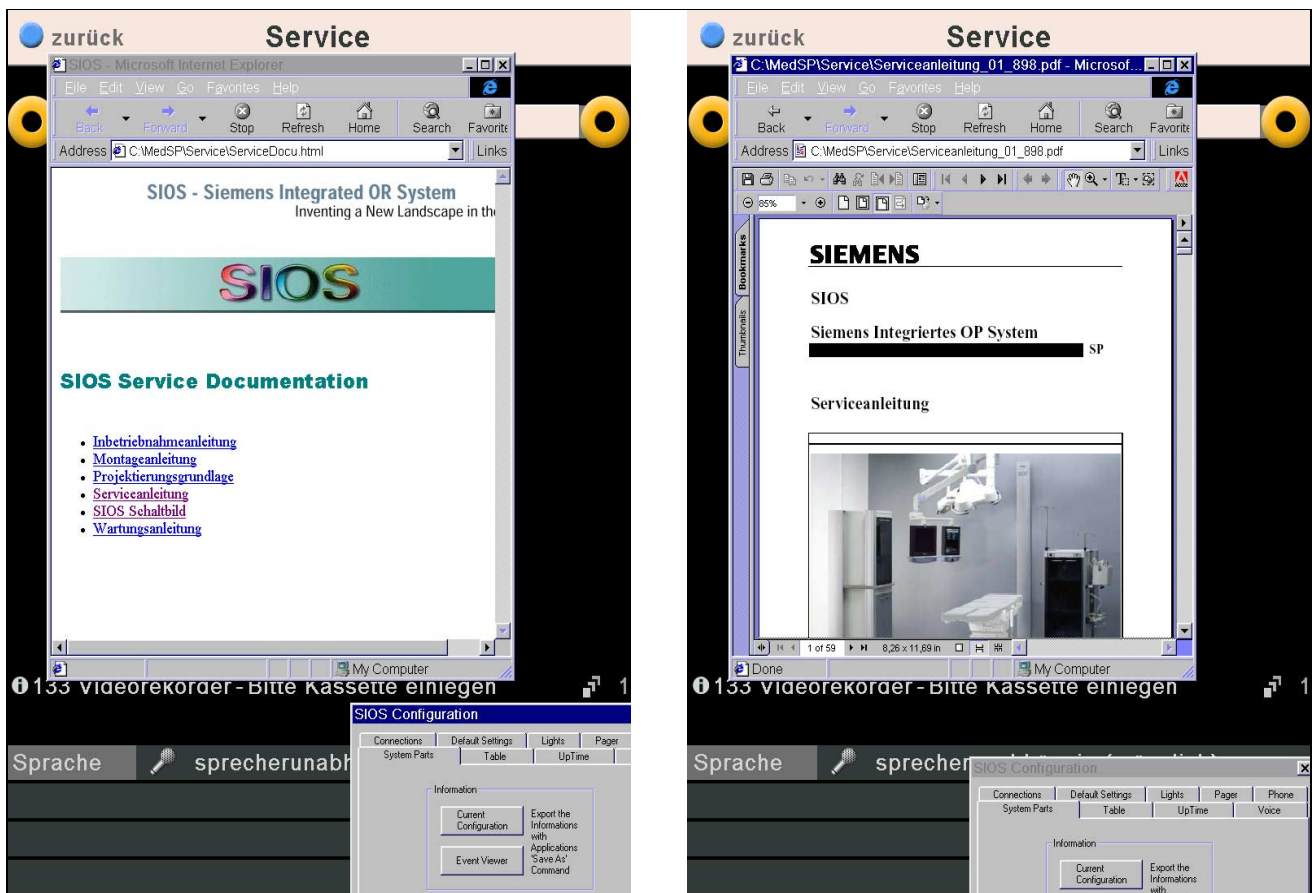 zurück Service
SIOS - Microsoft Internet Explorer
File Edit View Go Favorites Help
Back Forward Stop Refresh Home Search Favorite
Address C:\MedSP\Service\ServiceDocu.html Links
SIOS - Siemens Integrated OR System
Inventing a New Landscape in the
SIOS
SIOS Service Documentation
• Inbetriebnahmeanleitung
• Montageanleitung
• Projektierungsgrundlage
• Serviceanleitung
• SIOS Schaltbild
• Wartungsanleitung
My Computer
133 Videorekorder - Bitte Kassette einlegen 1
SIOS Configuration
Connections Default Settings Lights Pager
System Parts Table UpTime
Sprache sprecherunabh
Information
Current Configuration
Export the
Informations
with
Applications
'Save As'
Command
Event Viewer
zurück Service
C:\MedSP\Service\Serviceanleitung_01_898.pdf - Microsof...
File Edit View Go Favorites Help
Back Forward Stop Refresh Home Search Favorite
Address C:\MedSP\Service\Serviceanleitung_01_898.pdf Links
85%
Bookmarks
Thumbnails
SIEMENS
SIOS
Siemens Integriertes OP System
SP
Serviceanleitung
1 of 59 8,26 x 11,69 in
Done My Computer
133 Videorekorder - Bitte Kassette einlegen 1
Sprache sprecher
SIOS Configuration
Connections Default Settings Lights Pager Phone
System Parts Table UpTime Voice
Information
Current Configuration
Export the
Informations
with